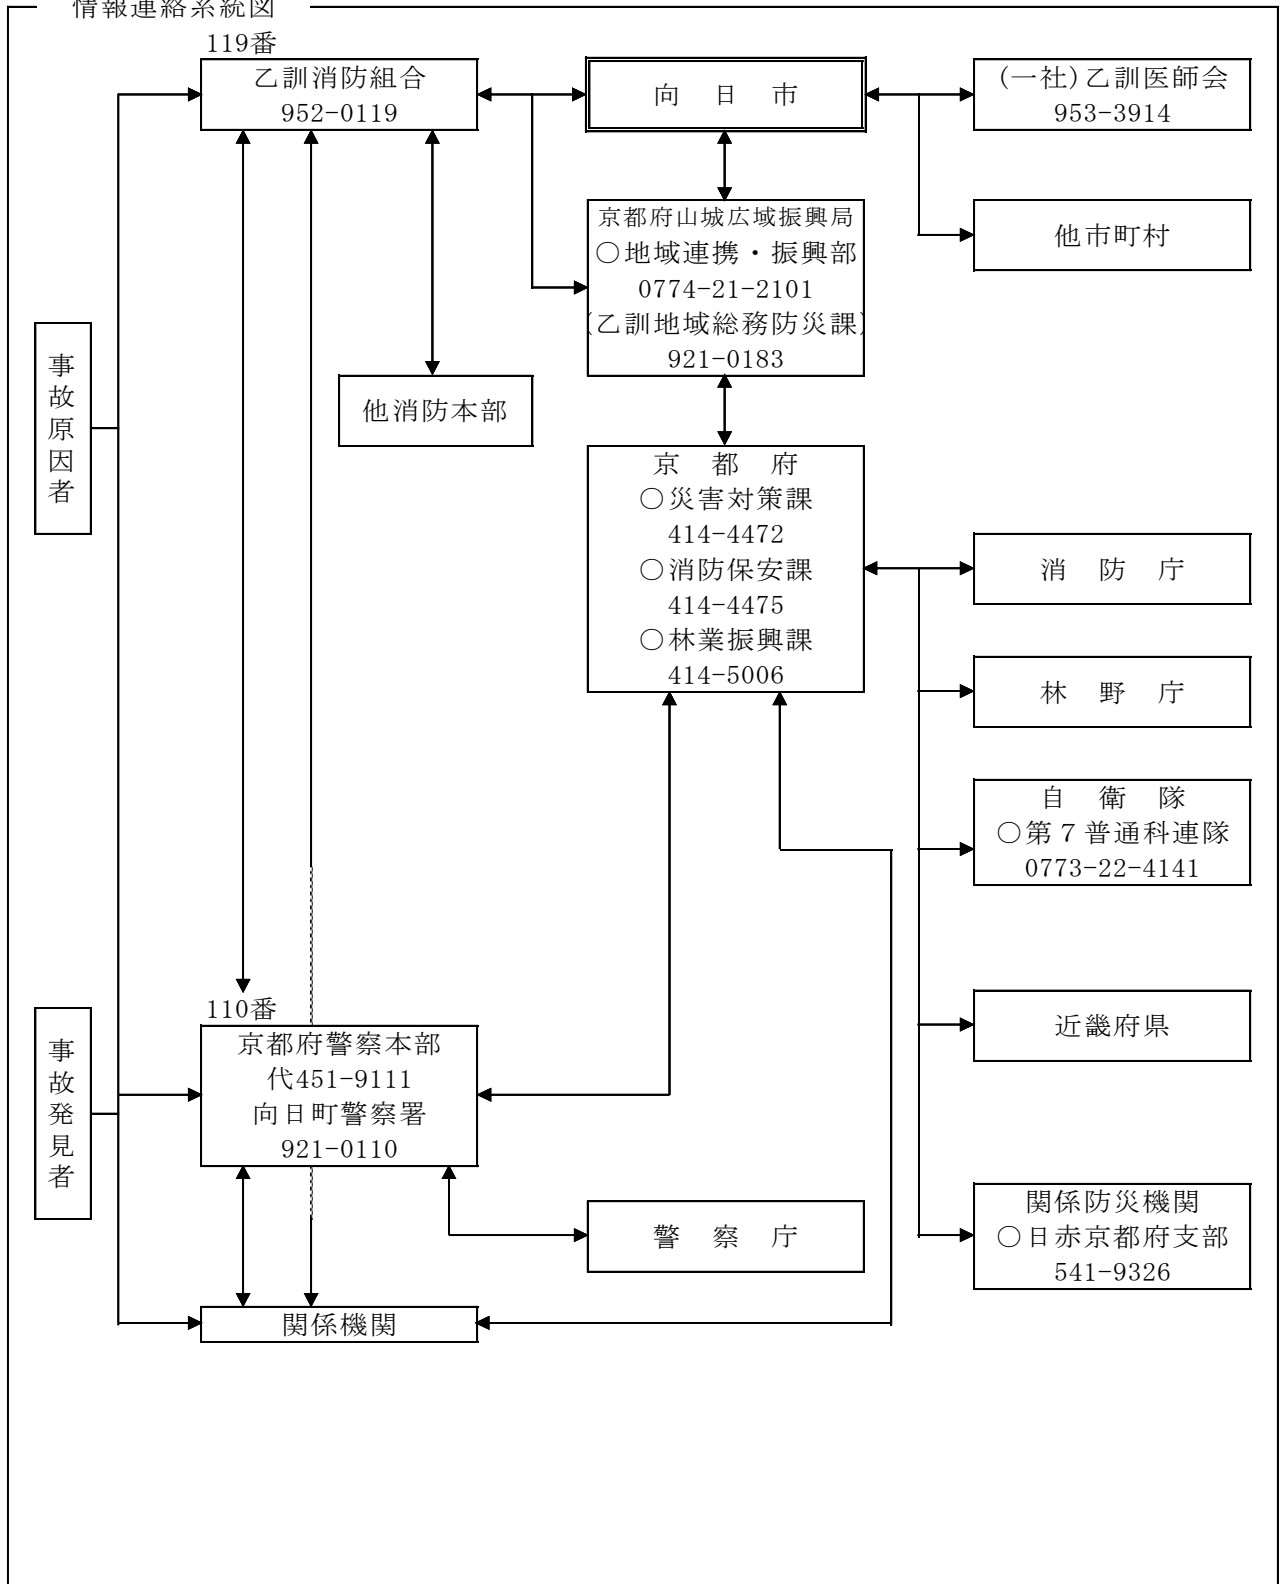 情報連絡系統図
119番
乙訓消防組合
952-0119
向　日　市
(一社)乙訓医師会
953-3914
京都府山城広域振興局
○地域連携・振興部
0774-21-2101
(乙訓地域総務防災課)
921-0183
他市町村
事故原因者
他消防本部
京　都　府
○災害対策課
414-4472
○消防保安課
414-4475
○林業振興課
414-5006
消　防　庁
林　野　庁
自　衛　隊
○第７普通科連隊
0773-22-4141
近畿府県
事故発見者
110番
京都府警察本部
代451-9111
向日町警察署
921-0110
警　察　庁
関係防災機関
○日赤京都府支部
541-9326
関係機関